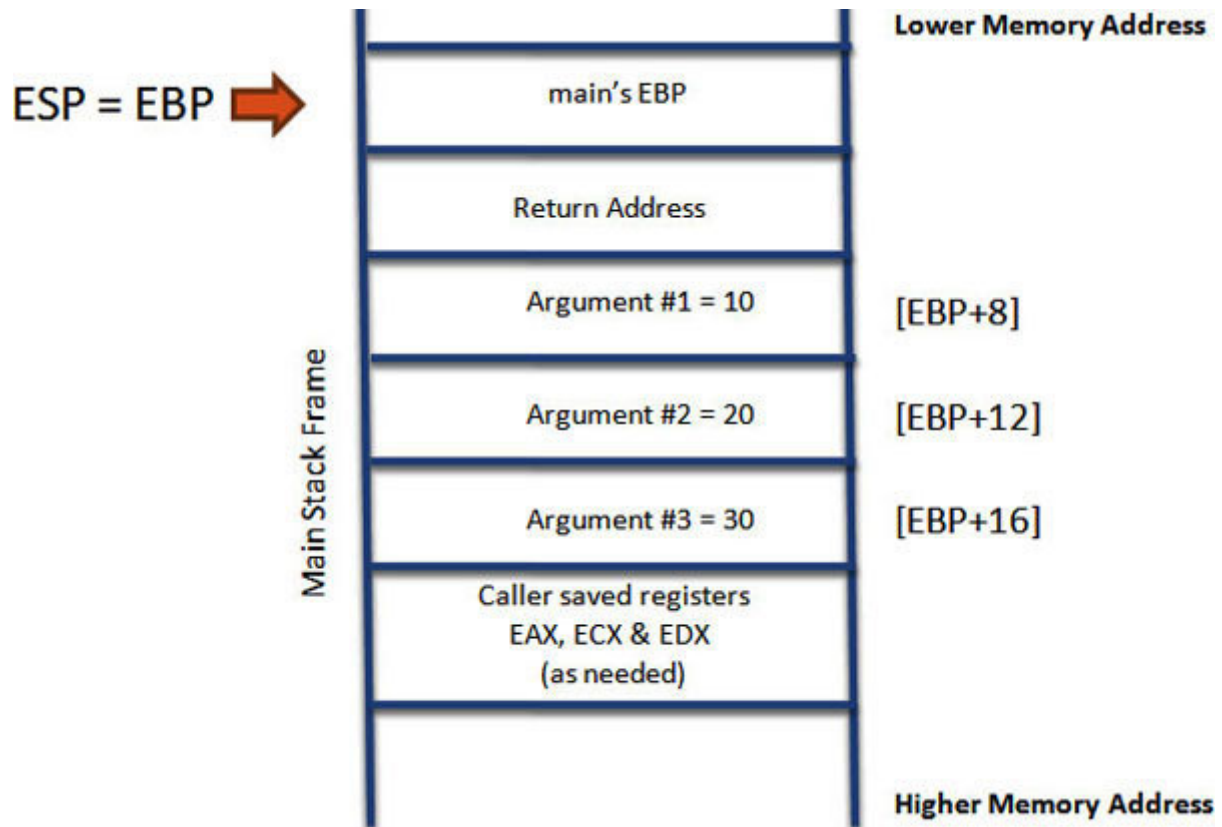 Lower Memory Address
ESP = EBP
main's EBP
Return Address
Argument #1 = 10
[EBP+8]
Argument #2 = 20
[EBP+12]
Argument #3 = 30
[EBP+16]
Main Stack Frame
Caller saved registers
EAX, ECX & EDX
(as needed)
Higher Memory Address